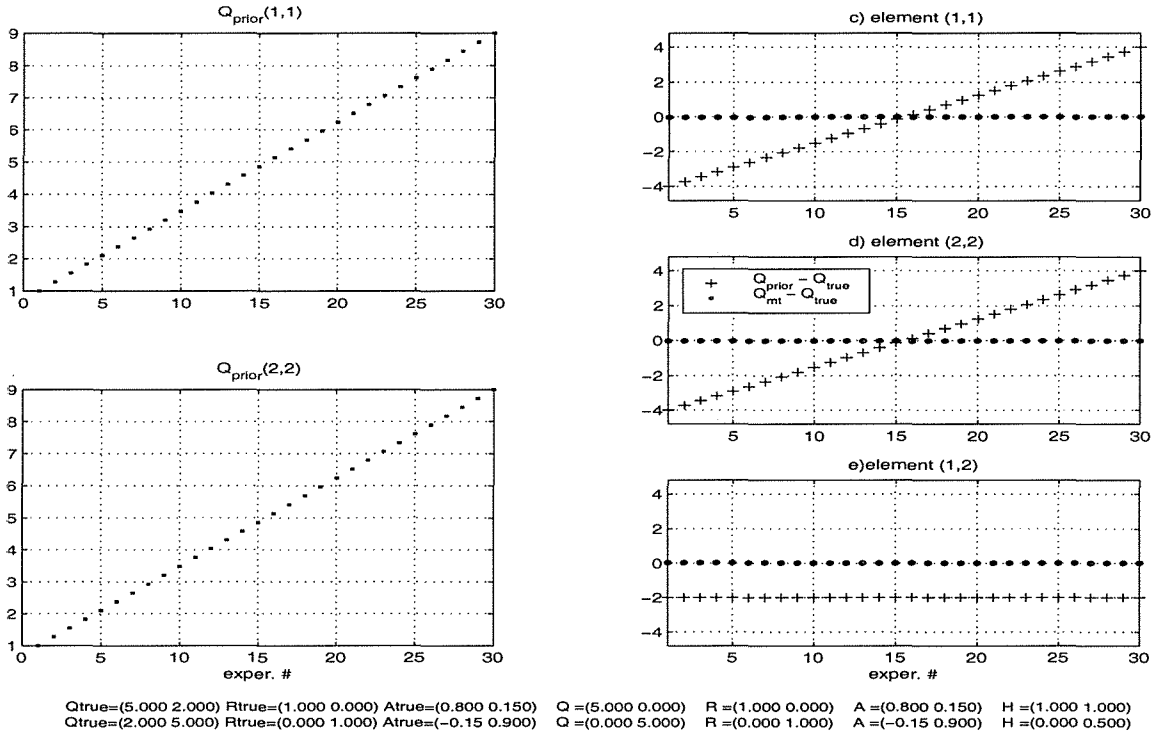 Q_prior(1,1)
9
8
7
6
5
4
3
2
1
0 5 10 15 20 25 30
Q_prior(2,2)
9
8
7
6
5
4
3
2
1
0 5 10 15 20 25 30
exper. #
c) element (1,1)
4
2
0
−2
−4
5 10 15 20 25 30
d) element (2,2)
Q_prior − Q_true
Q_mt − Q_true
4
2
0
−2
−4
5 10 15 20 25 30
e)element (1,2)
4
2
0
−2
−4
5 10 15 20 25 30
exper. #
Qtrue=(5.000 2.000) Rtrue=(1.000 0.000) Atrue=(0.800 0.150) Q =(5.000 0.000) R =(1.000 0.000) A =(0.800 0.150) H =(1.000 1.000)
Qtrue=(2.000 5.000) Rtrue=(0.000 1.000) Atrue=(−0.15 0.900) Q =(0.000 5.000) R =(0.000 1.000) A =(−0.15 0.900) H =(0.000 0.500)